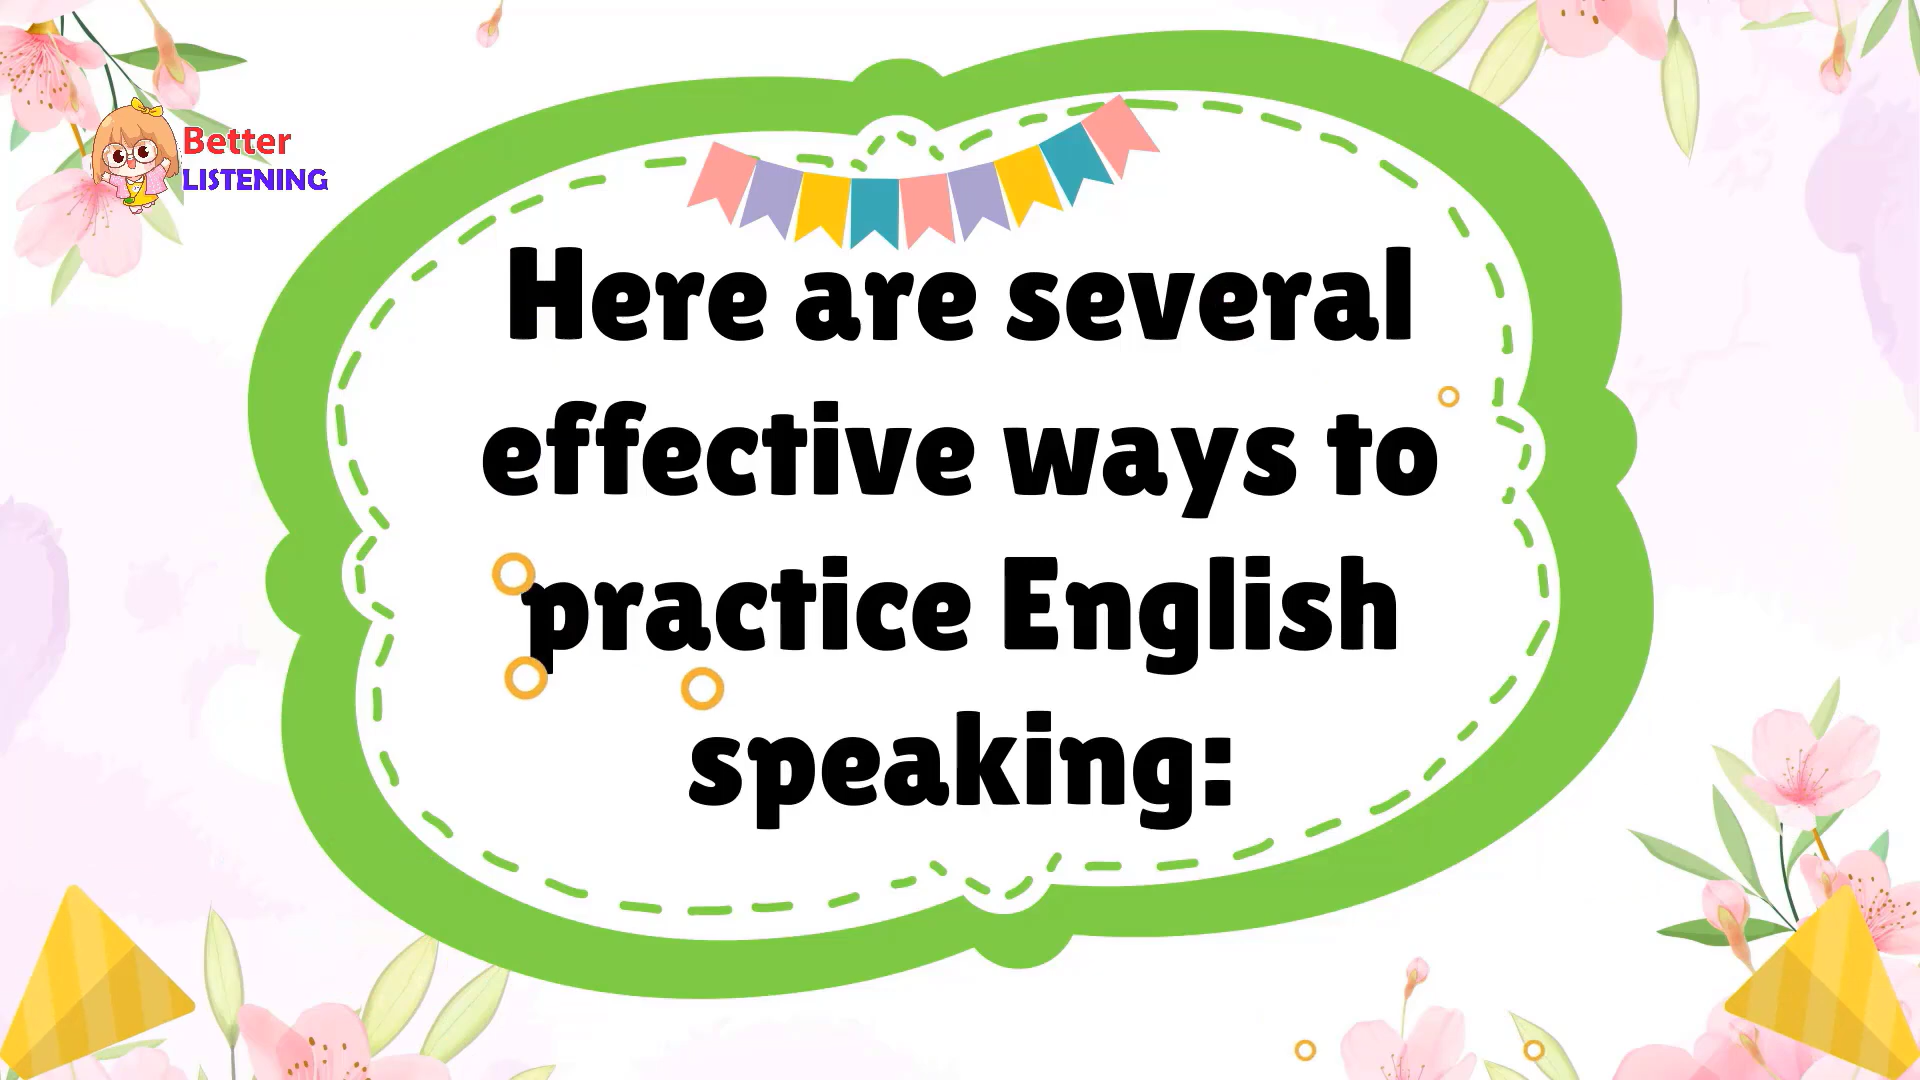 Better
LISTENING
Here are several
effective ways to
practice English
speaking: